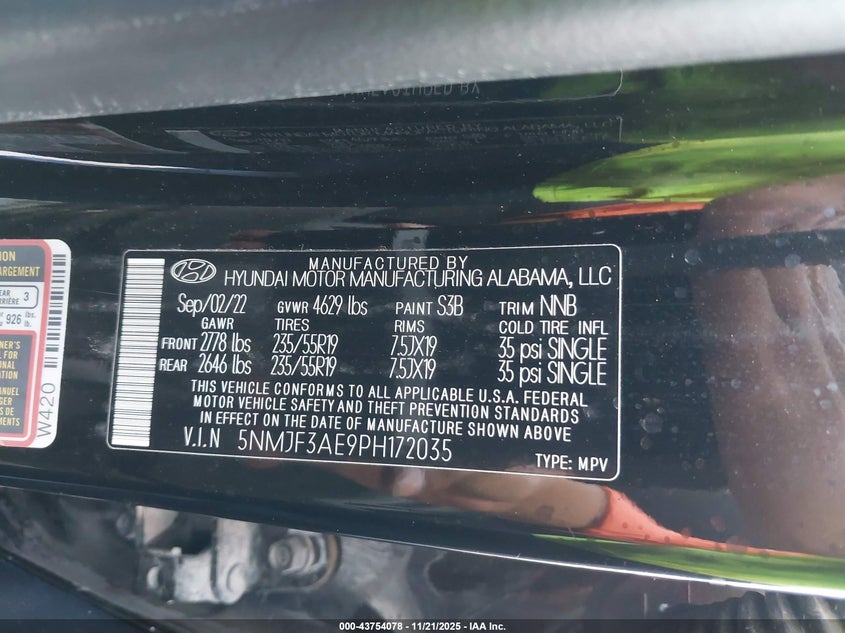 MANUFACTURED BY
HYUNDAI MOTOR MANUFACTURING ALABAMA, LLC
Sep/02/22 GVWR 4629 lbs PAINT S3B TRIM NNB
GAWR TIRES RIMS COLD TIRE INFL
FRONT 2778 lbs 235/55R19 7.5JX19 35 psi SINGLE
REAR 2646 lbs 235/55R19 7.5JX19 35 psi SINGLE
THIS VEHICLE CONFORMS TO ALL APPLICABLE U.S.A. FEDERAL
MOTOR VEHICLE SAFETY AND THEFT PREVENTION STANDARDS
IN EFFECT ON THE DATE OF MANUFACTURE SHOWN ABOVE
V.I.N 5NMJF3AE9PH172035
TYPE: MPV
3
926 lbs.
kg.
W420
000-43754078 - 11/21/2025 - IAA Inc.